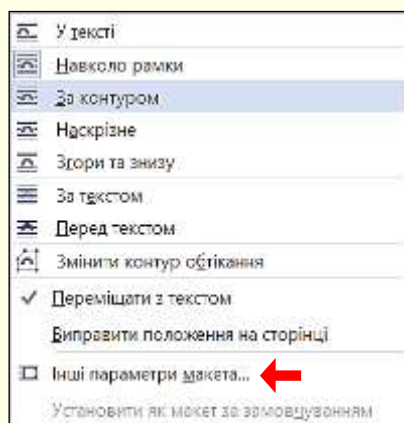 У тексті
Навколо рамки
За контуром
Наскрізне
Згори та знизу
За текстом
Перед текстом
Змінити контур обтікання
Переміщати з текстом
Виправити положення на сторінці
Інші параметри макета...
Установити як макет за замовчуванням